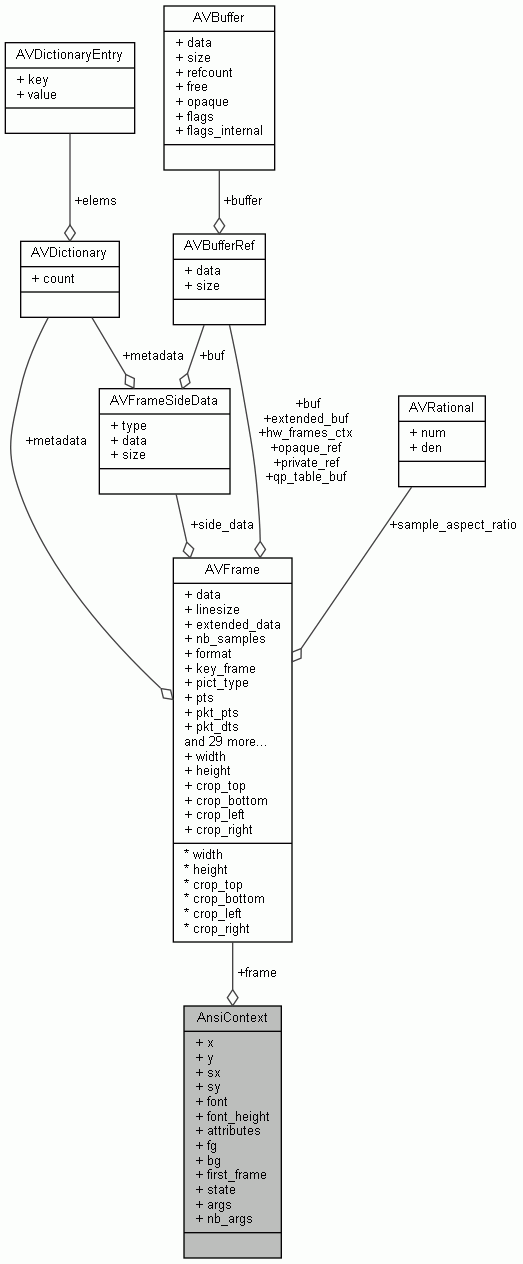 AVBuffer
+ data
+ size
+ refcount
+ free
+ opaque
+ flags
+ flags_internal
AVDictionaryEntry
+ key
+ value
+elems
+buffer
AVDictionary
+ count
AVBufferRef
+ data
+ size
+metadata
+buf
AVFrameSideData
+ type
+ data
+ size
+metadata
+buf
+extended_buf
+hw_frames_ctx
+opaque_ref
+private_ref
+qp_table_buf
AVRational
+ num
+ den
+side_data
+sample_aspect_ratio
AVFrame
+ data
+ linesize
+ extended_data
+ nb_samples
+ format
+ key_frame
+ pict_type
+ pts
+ pkt_pts
+ pkt_dts
and 29 more...
+ width
+ height
+ crop_top
+ crop_bottom
+ crop_left
+ crop_right
* width
* height
* crop_top
* crop_bottom
* crop_left
* crop_right
+frame
AnsiContext
+ x
+ y
+ sx
+ sy
+ font
+ font_height
+ attributes
+ fg
+ bg
+ first_frame
+ state
+ args
+ nb_args